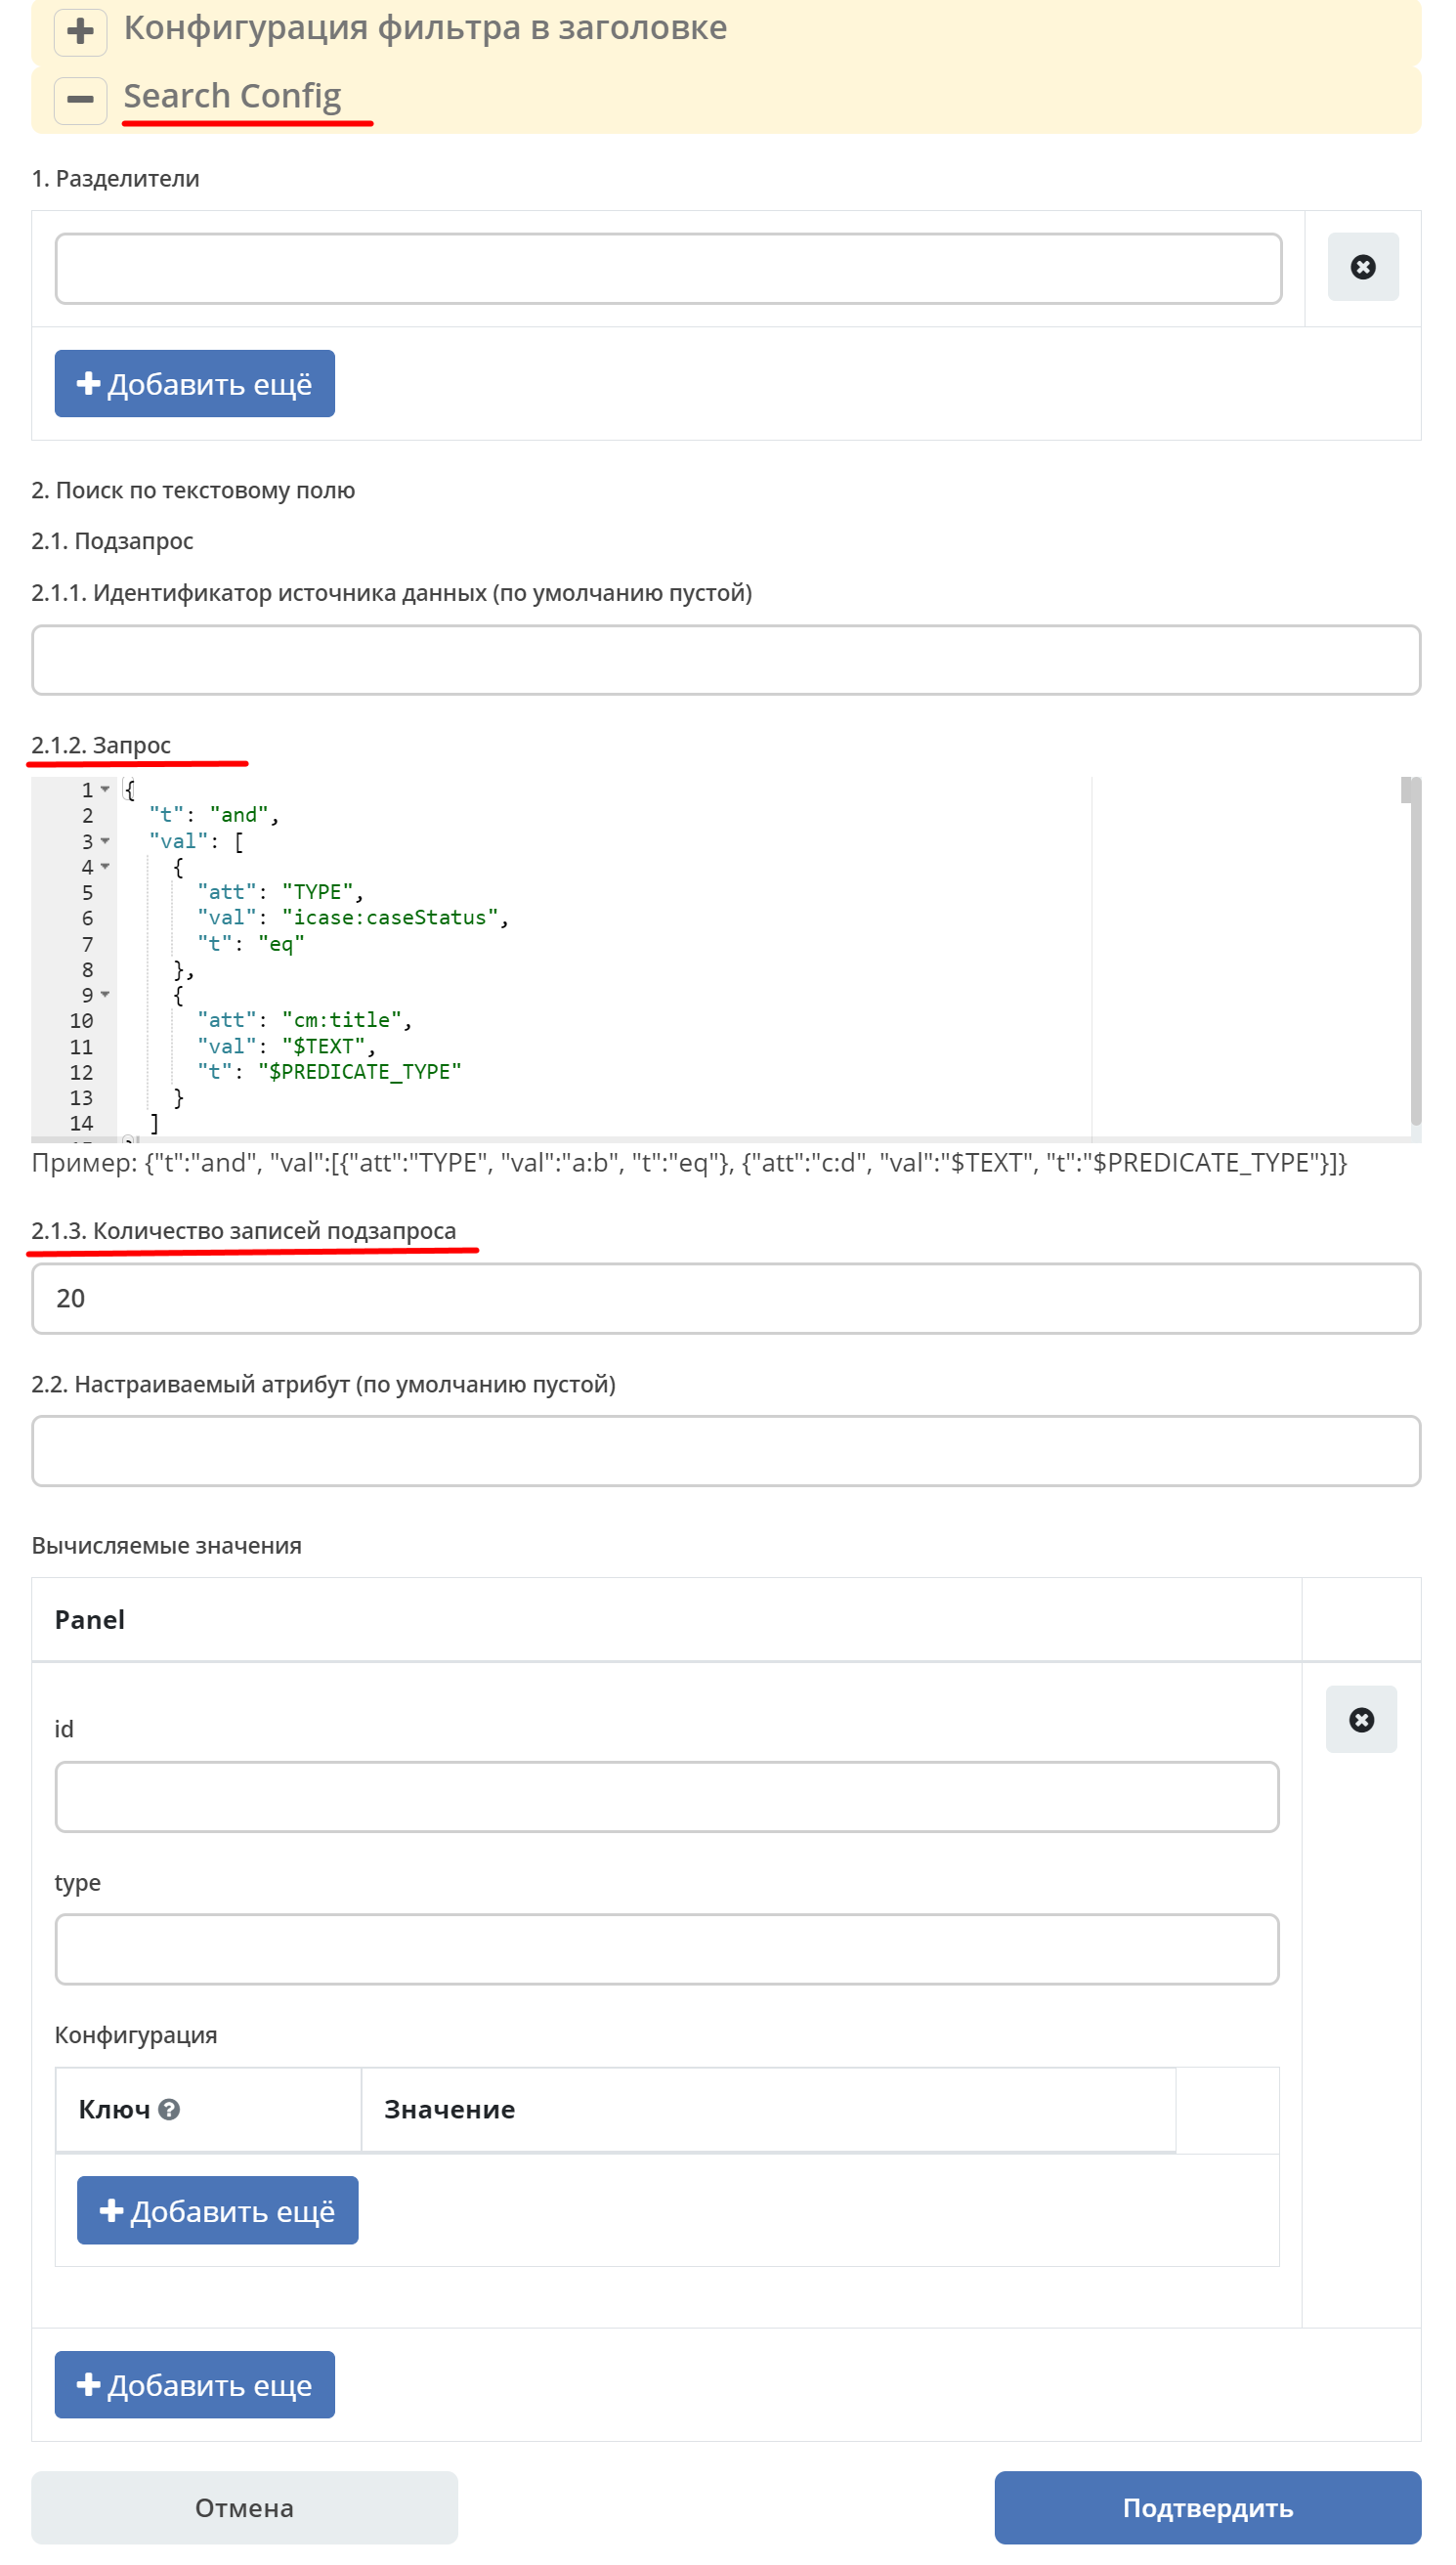 Конфигурация фильтра в заголовке
Search Config
1. Разделители
Добавить ещё
2. Поиск по текстовому полю
2.1. Подзапрос
2.1.1. Идентификатор источника данных (по умолчанию пустой)
2.1.2. Запрос
1 {
2 "t": "and",
3 "val": [
4 {
5 "att": "TYPE",
6 "val": "icase:caseStatus",
7 "t": "eq"
8 },
9 {
10 "att": "cm:title",
11 "val": "$TEXT",
12 "t": "$PREDICATE_TYPE"
13 }
14 ]
Пример: {"t":"and", "val":[{"att":"TYPE", "val":"a:b", "t":"eq"}, {"att":"c:d", "val":"$TEXT", "t":"$PREDICATE_TYPE"}]}
2.1.3. Количество записей подзапроса
20
2.2. Настраиваемый атрибут (по умолчанию пустой)
Вычисляемые значения
Panel
id
type
Конфигурация
Ключ Значение
Добавить ещё
Добавить еще
Отмена Подтвердить